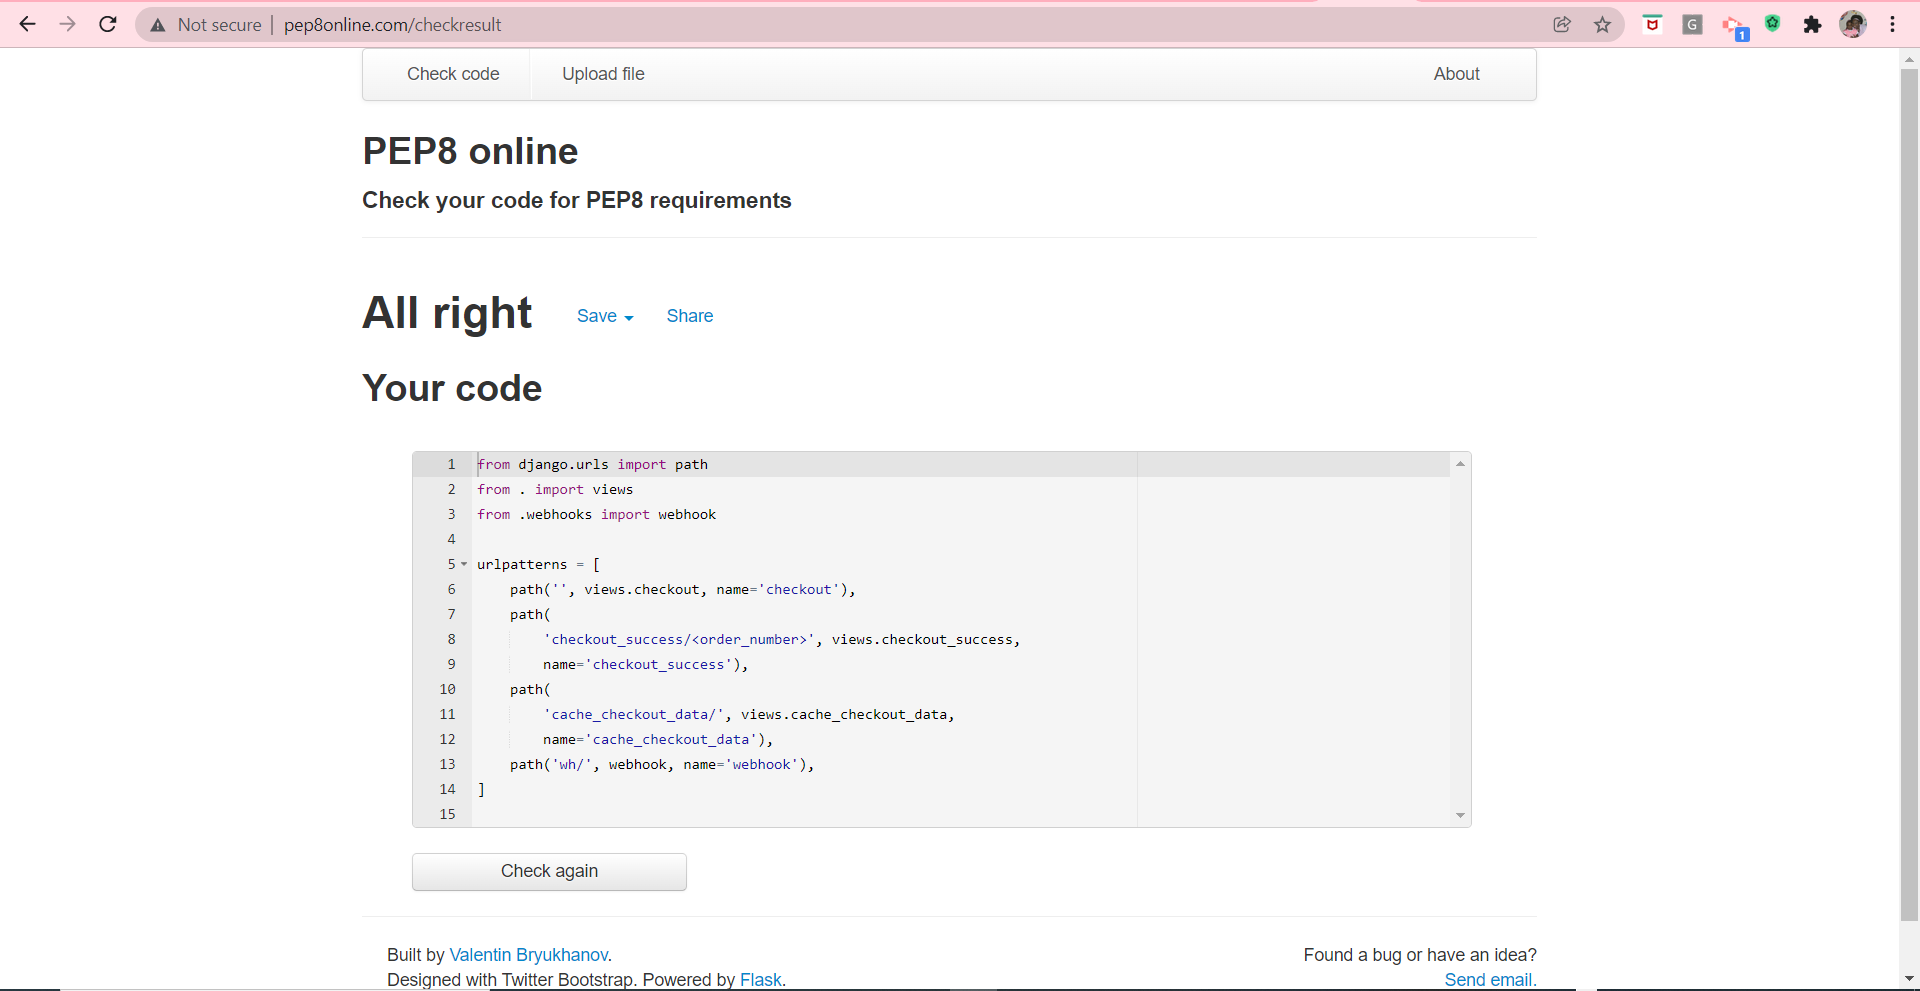 Not secure | pep8online.com/checkresult
G
1
Check code Upload file About
PEP8 online
Check your code for PEP8 requirements
All right Save Share
Your code
1 from django.urls import path
2 from . import views
3 from .webhooks import webhook
4
5 urlpatterns = [
6     path('', views.checkout, name='checkout'),
7     path(
8         'checkout_success/<order_number>', views.checkout_success,
9         name='checkout_success'),
10     path(
11         'cache_checkout_data/', views.cache_checkout_data,
12         name='cache_checkout_data'),
13     path('wh/', webhook, name='webhook'),
14 ]
15
Check again
Built by Valentin Bryukhanov. Found a bug or have an idea?
Designed with Twitter Bootstrap. Powered by Flask. Send email.